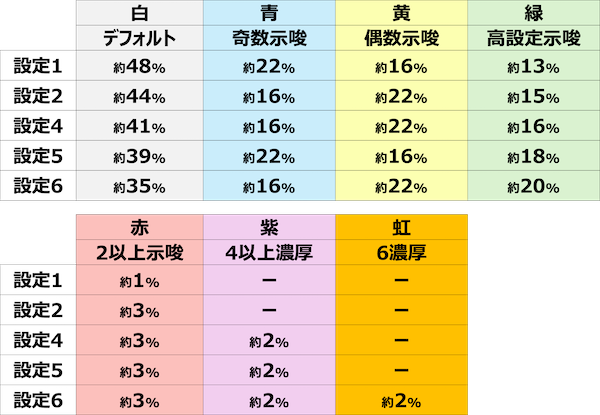 白 青 黄 緑
デフォルト 奇数示唆 偶数示唆 高設定示唆
設定1 約48% 約22% 約16% 約13%
設定2 約44% 約16% 約22% 約15%
設定4 約41% 約16% 約22% 約16%
設定5 約39% 約22% 約16% 約18%
設定6 約35% 約16% 約22% 約20%
赤 紫 虹
2以上示唆 4以上濃厚 6濃厚
設定1 約1% － －
設定2 約3% － －
設定4 約3% 約2% －
設定5 約3% 約2% －
設定6 約3% 約2% 約2%